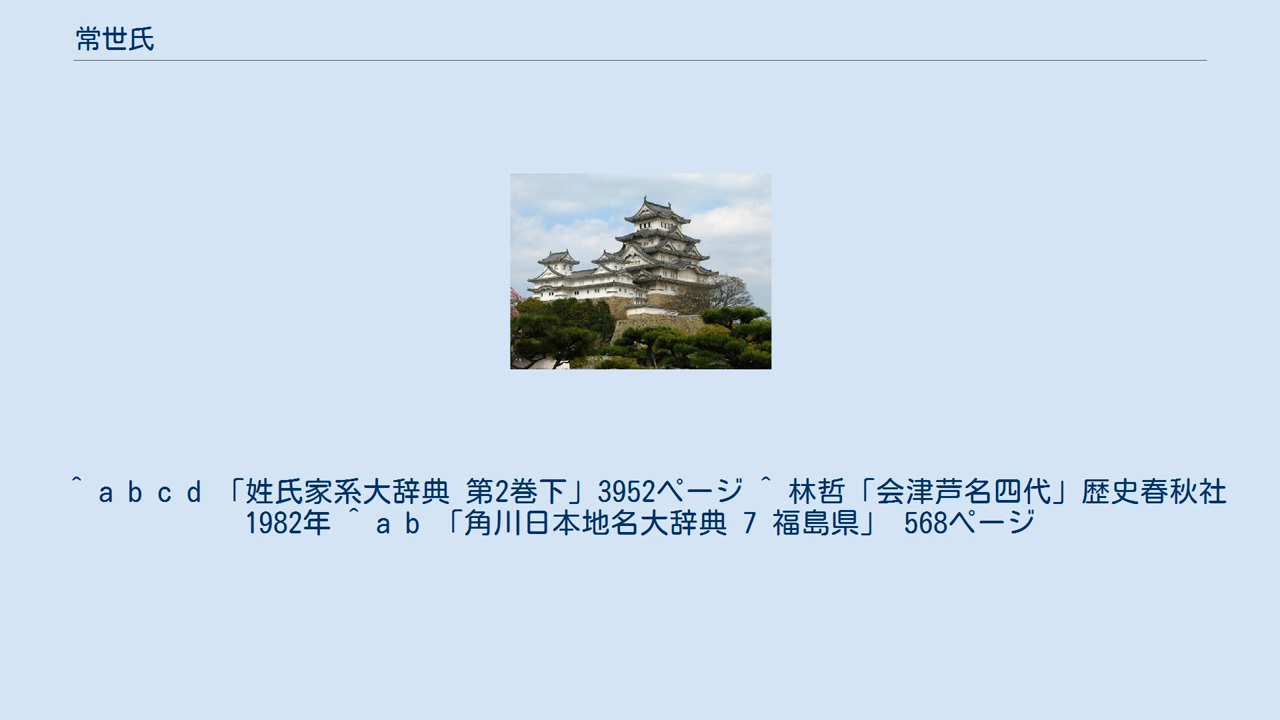 常世氏
^ a b c d 「姓氏家系大辞典 第2巻下」3952ページ ^ 林哲「会津芦名四代」歴史春秋社
1982年 ^ a b 「角川日本地名大辞典 7 福島県」 568ページ